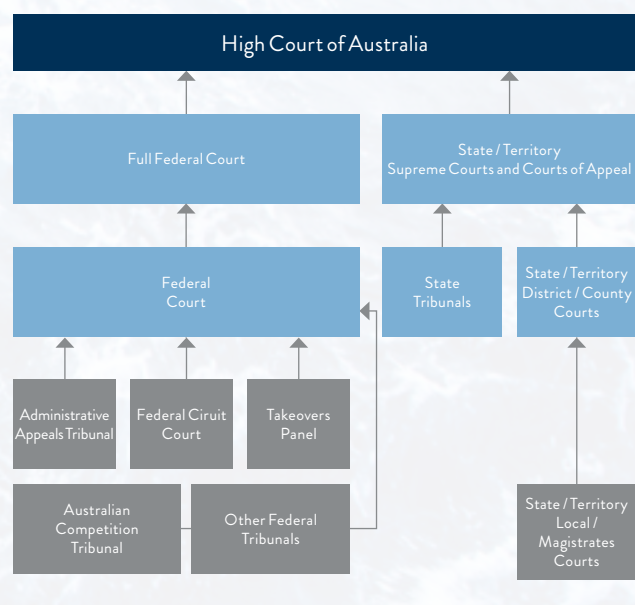 High Court of Australia
Full Federal Court
State / Territory
Supreme Courts and Courts of Appeal
Federal
Court
State
Tribunals
State / Territory
District / County
Courts
Administrative
Appeals Tribunal
Federal Ciruit
Court
Takeovers
Panel
Australian
Competition
Tribunal
Other Federal
Tribunals
State / Territory
Local /
Magistrates
Courts